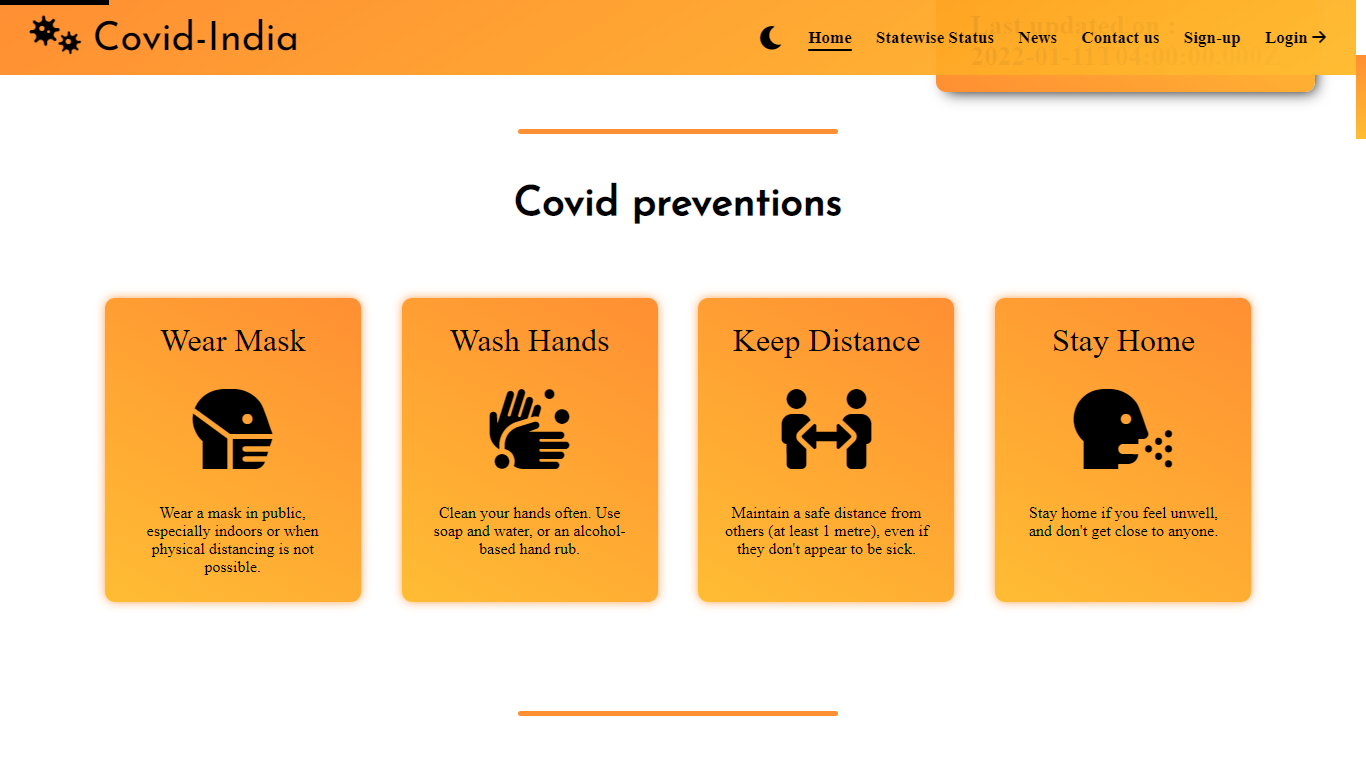 Covid-India
Last updated on :
2022-01-11T04:00:00.000Z
Home
Statewise Status
News
Contact us
Sign-up
Login
Covid preventions
Wear Mask
Wear a mask in public,
especially indoors or when
physical distancing is not
possible.
Wash Hands
Clean your hands often. Use
soap and water, or an alcohol-
based hand rub.
Keep Distance
Maintain a safe distance from
others (at least 1 metre), even if
they don't appear to be sick.
Stay Home
Stay home if you feel unwell,
and don't get close to anyone.